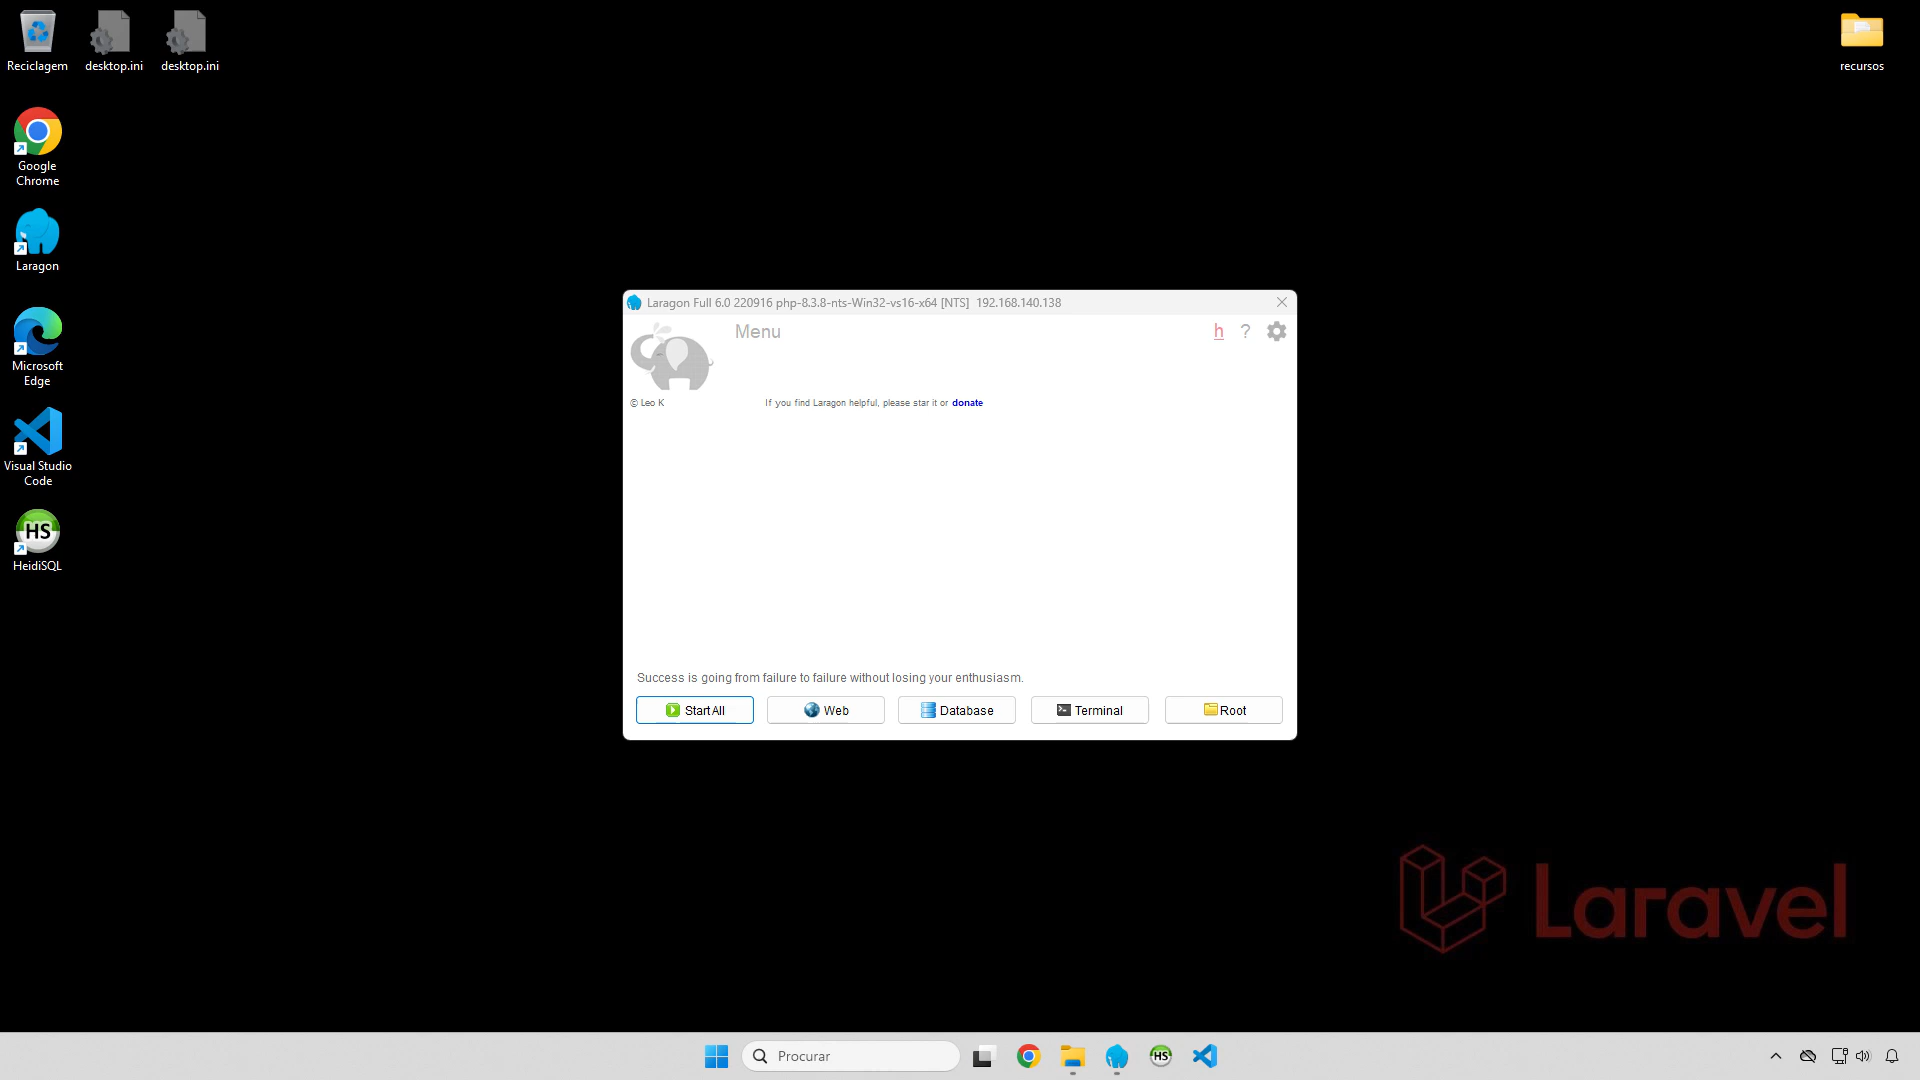 Reciclagem
desktop.ini
desktop.ini
recursos
Google
Chrome
Laragon
Microsoft
Edge
Visual Studio
Code
HS
HeidiSQL
Laragon Full 6.0 220916 php-8.3.8-nts-Win32-vs16-x64 [NTS] 192.168.140.138
Menu
h ?
© Leo K
If you find Laragon helpful, please star it or donate
Success is going from failure to failure without losing your enthusiasm.
Start All
Web
Database
Terminal
Root
Laravel
Procurar
HS